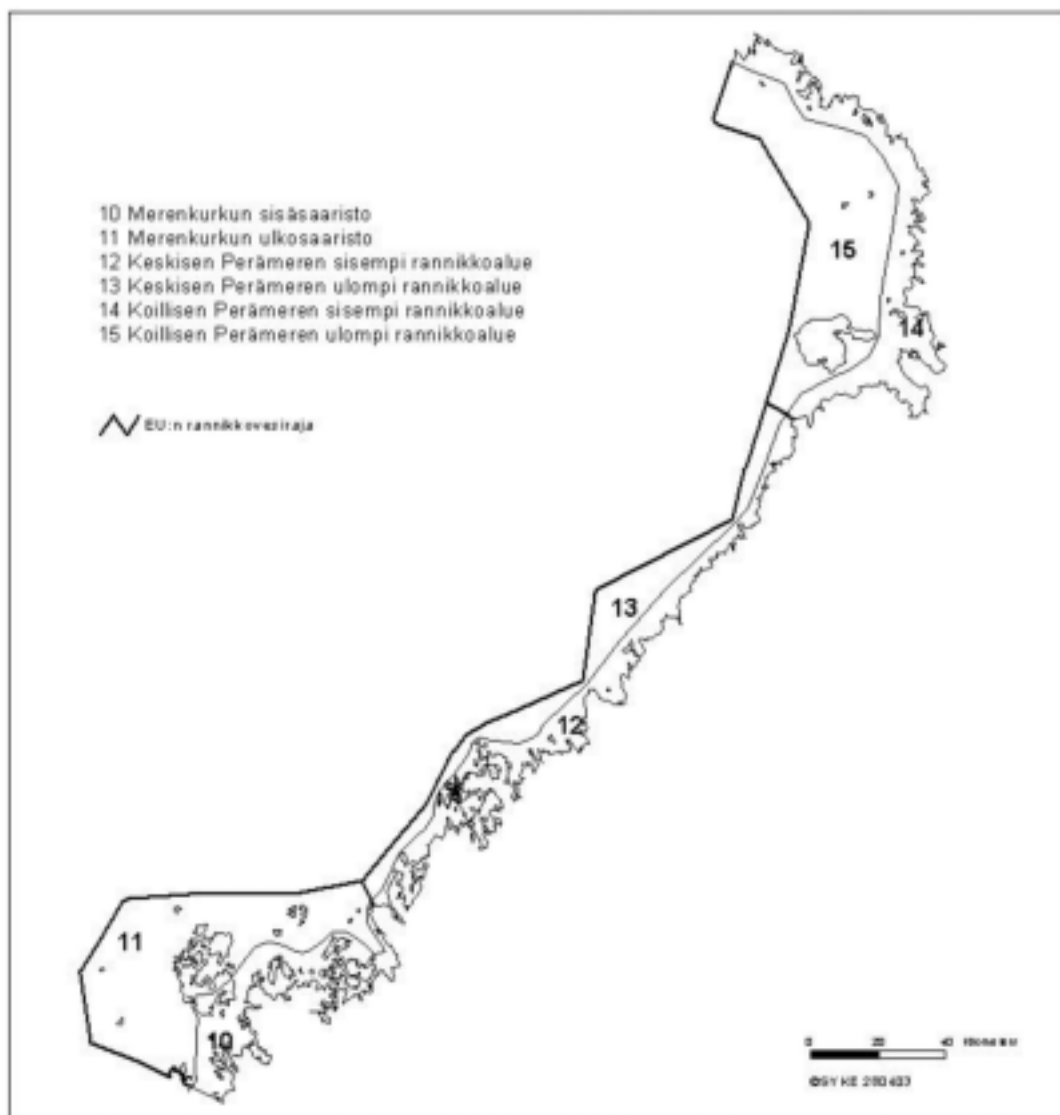 10 Merenkurkun sisäsaaristo
11 Merenkurkun ulkosaaristo
12 Keskisen Perämeren sisempi rannikkoalue
13 Keskisen Perämeren ulompi rannikkoalue
14 Koillisen Perämeren sisempi rannikkoalue
15 Koillisen Perämeren ulompi rannikkoalue
EU:n rannikkovesiraja
15
14
13
12
11
10
0 20 40
©SYKE